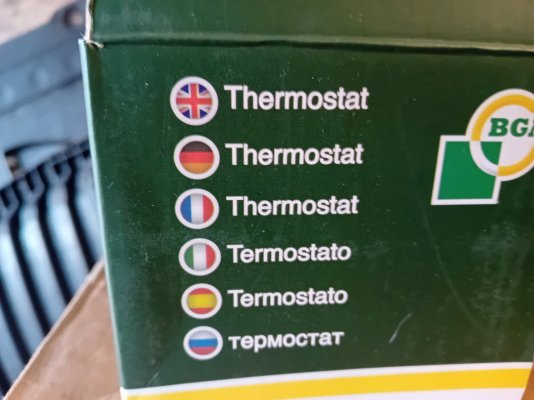 Thermostat
Thermostat
BGA
Thermostat
Termostato
Termostato
термостат